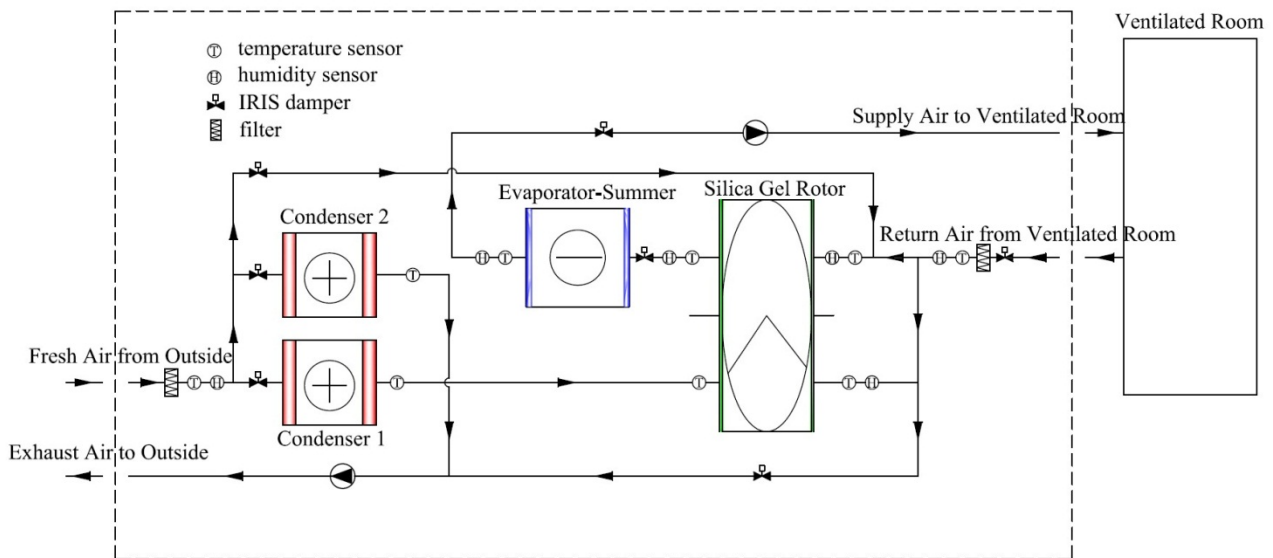 Ventilated Room
T temperature sensor
H humidity sensor
IRIS damper
filter
Supply Air to Ventilated Room
Evaporator-Summer
Silica Gel Rotor
Condenser 2
Return Air from Ventilated Room
H T
H T
H T
H T
T
Fresh Air from Outside
T H
T
T
T H
Condenser 1
Exhaust Air to Outside